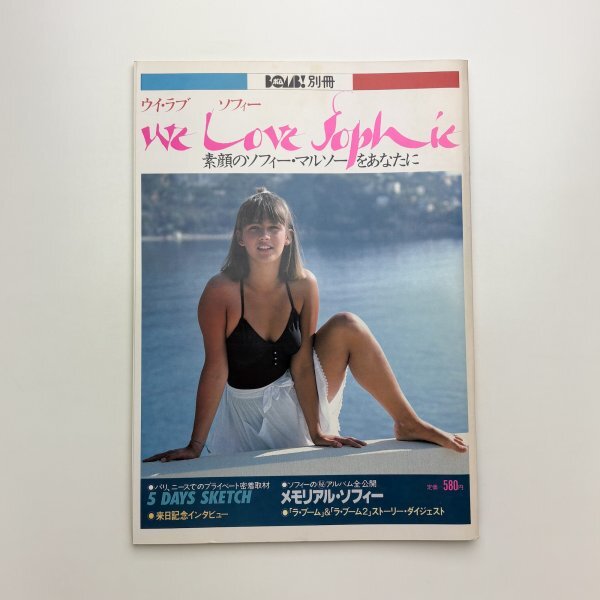 BOMB! 別冊
ウイ・ラブ ソフィー
We Love Sophie
素顔のソフィー・マルソーをあなたに
●パリ、ニースでのプライベート密着取材
5 DAYS SKETCH
●来日記念インタビュー
●ソフィーの㊙アルバム全公開
メモリアル・ソフィー
●「ラ・ブーム」&「ラ・ブーム2」ストーリー・ダイジェスト
定価 580円